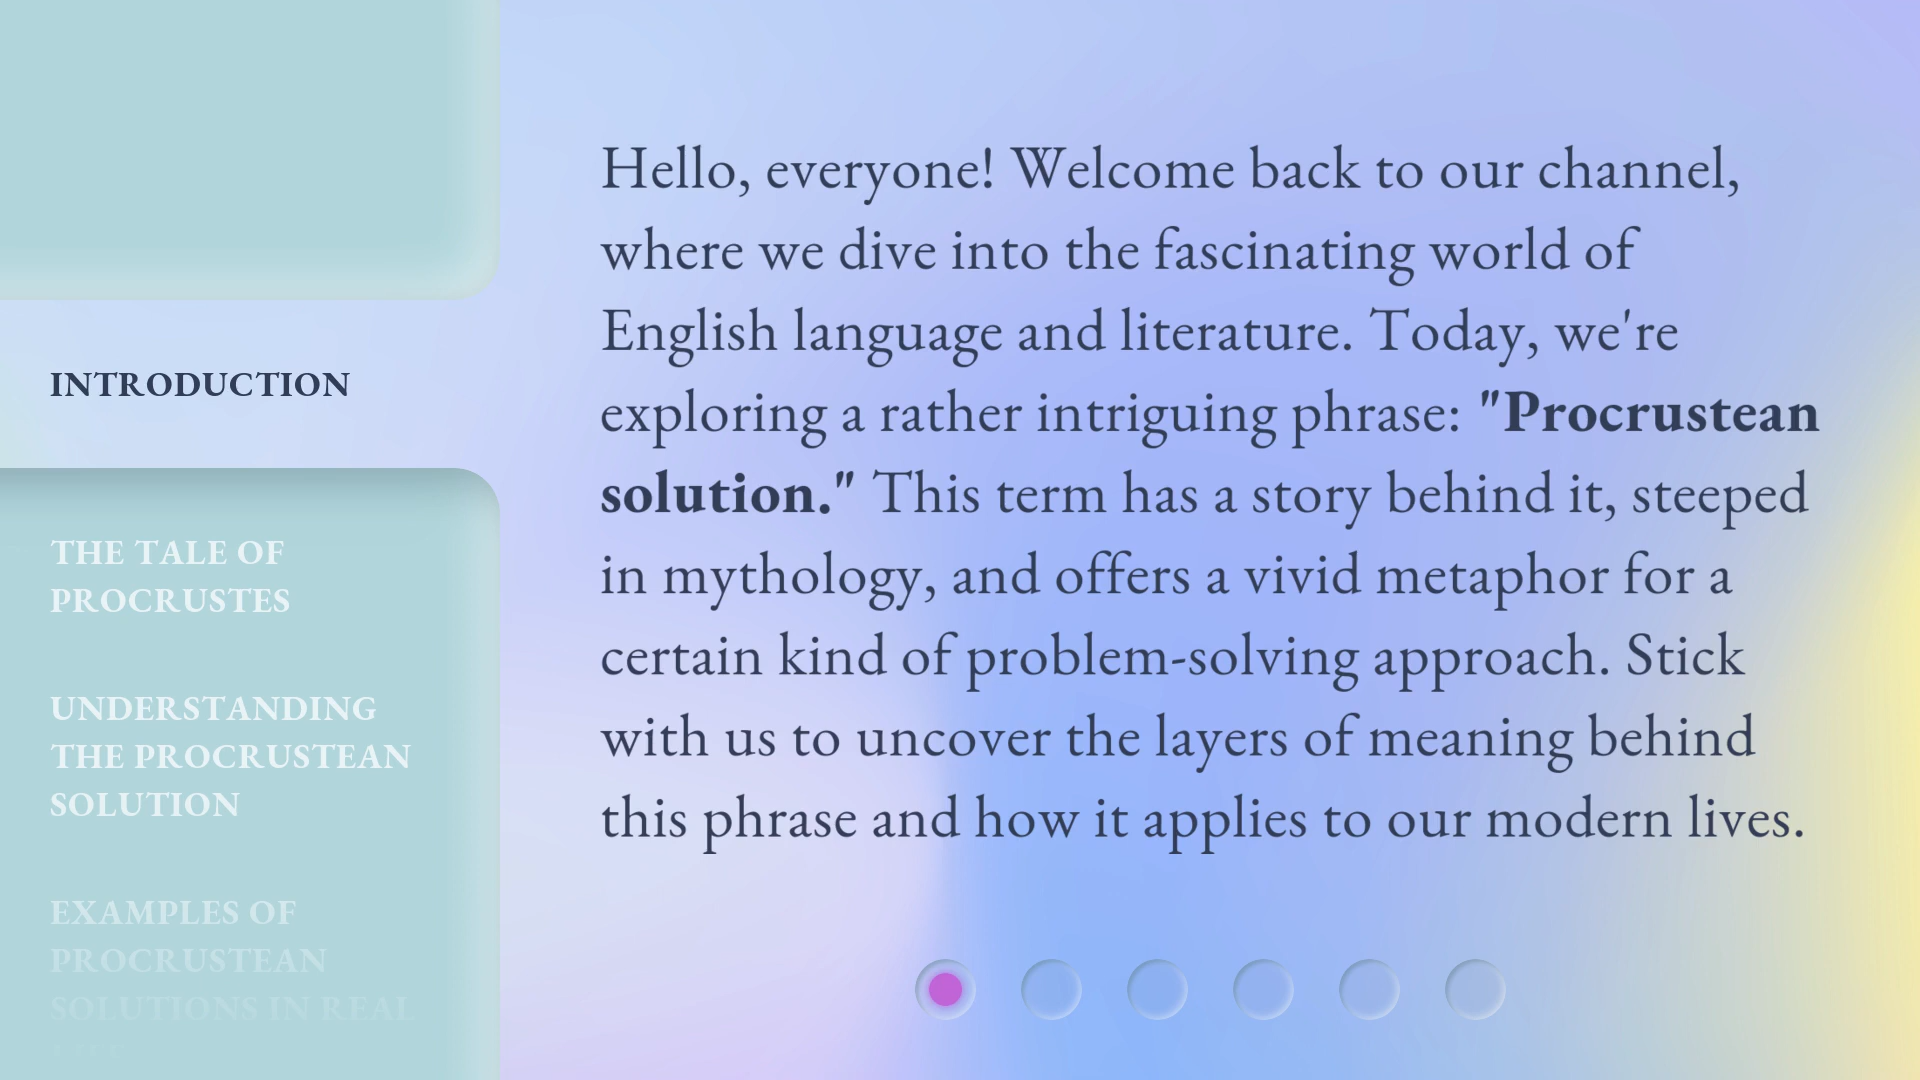 INTRODUCTION
THE TALE OF
PROCRUSTES
UNDERSTANDING
THE PROCRUSTEAN
SOLUTION
EXAMPLES OF
PROCRUSTEAN
SOLUTIONS IN REAL
Hello, everyone! Welcome back to our channel,
where we dive into the fascinating world of
English language and literature. Today, we're
exploring a rather intriguing phrase: "Procrustean
solution." This term has a story behind it, steeped
in mythology, and offers a vivid metaphor for a
certain kind of problem-solving approach. Stick
with us to uncover the layers of meaning behind
this phrase and how it applies to our modern lives.